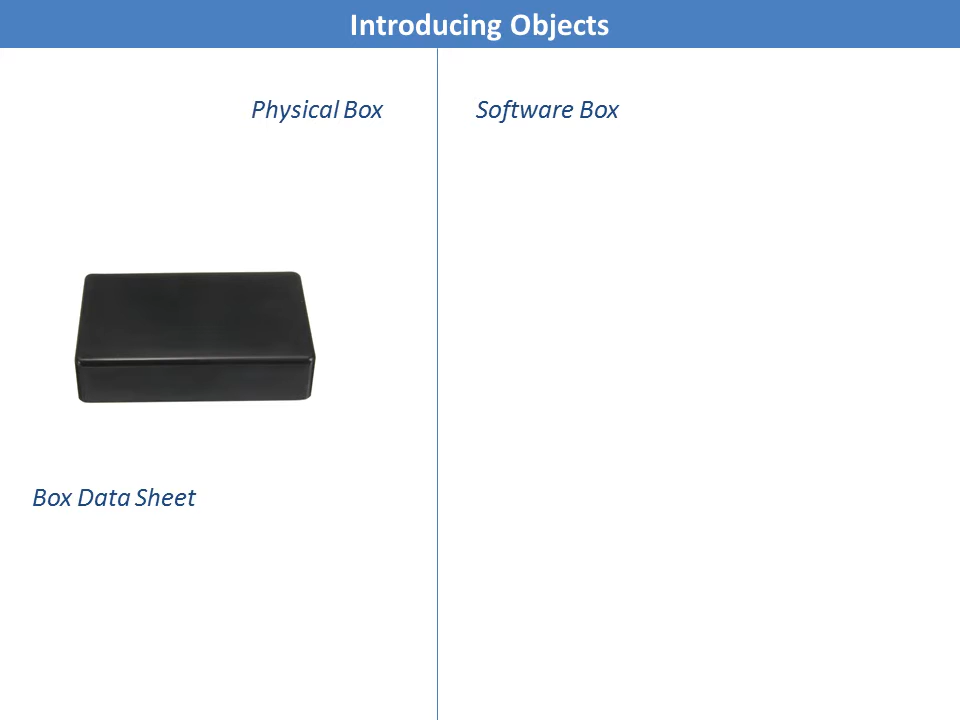 Introducing Objects
Physical Box
Software Box
Box Data Sheet